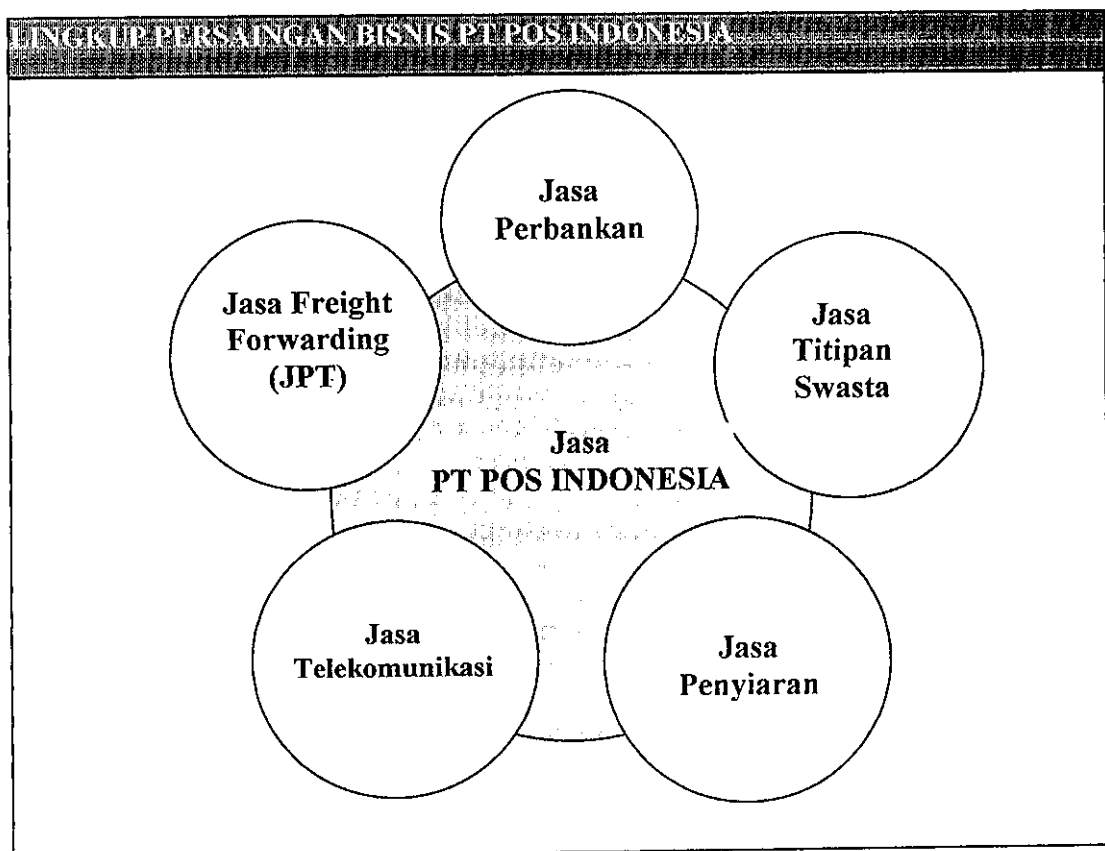 LINGKUP PERSAINGAN BISNIS PT POS INDONESIA
Jasa
Perbankan
Jasa Freight
Forwarding
(JPT)
Jasa
Titipan
Swasta
Jasa
PT POS INDONESIA
Jasa
Telekomunikasi
Jasa
Penyiaran